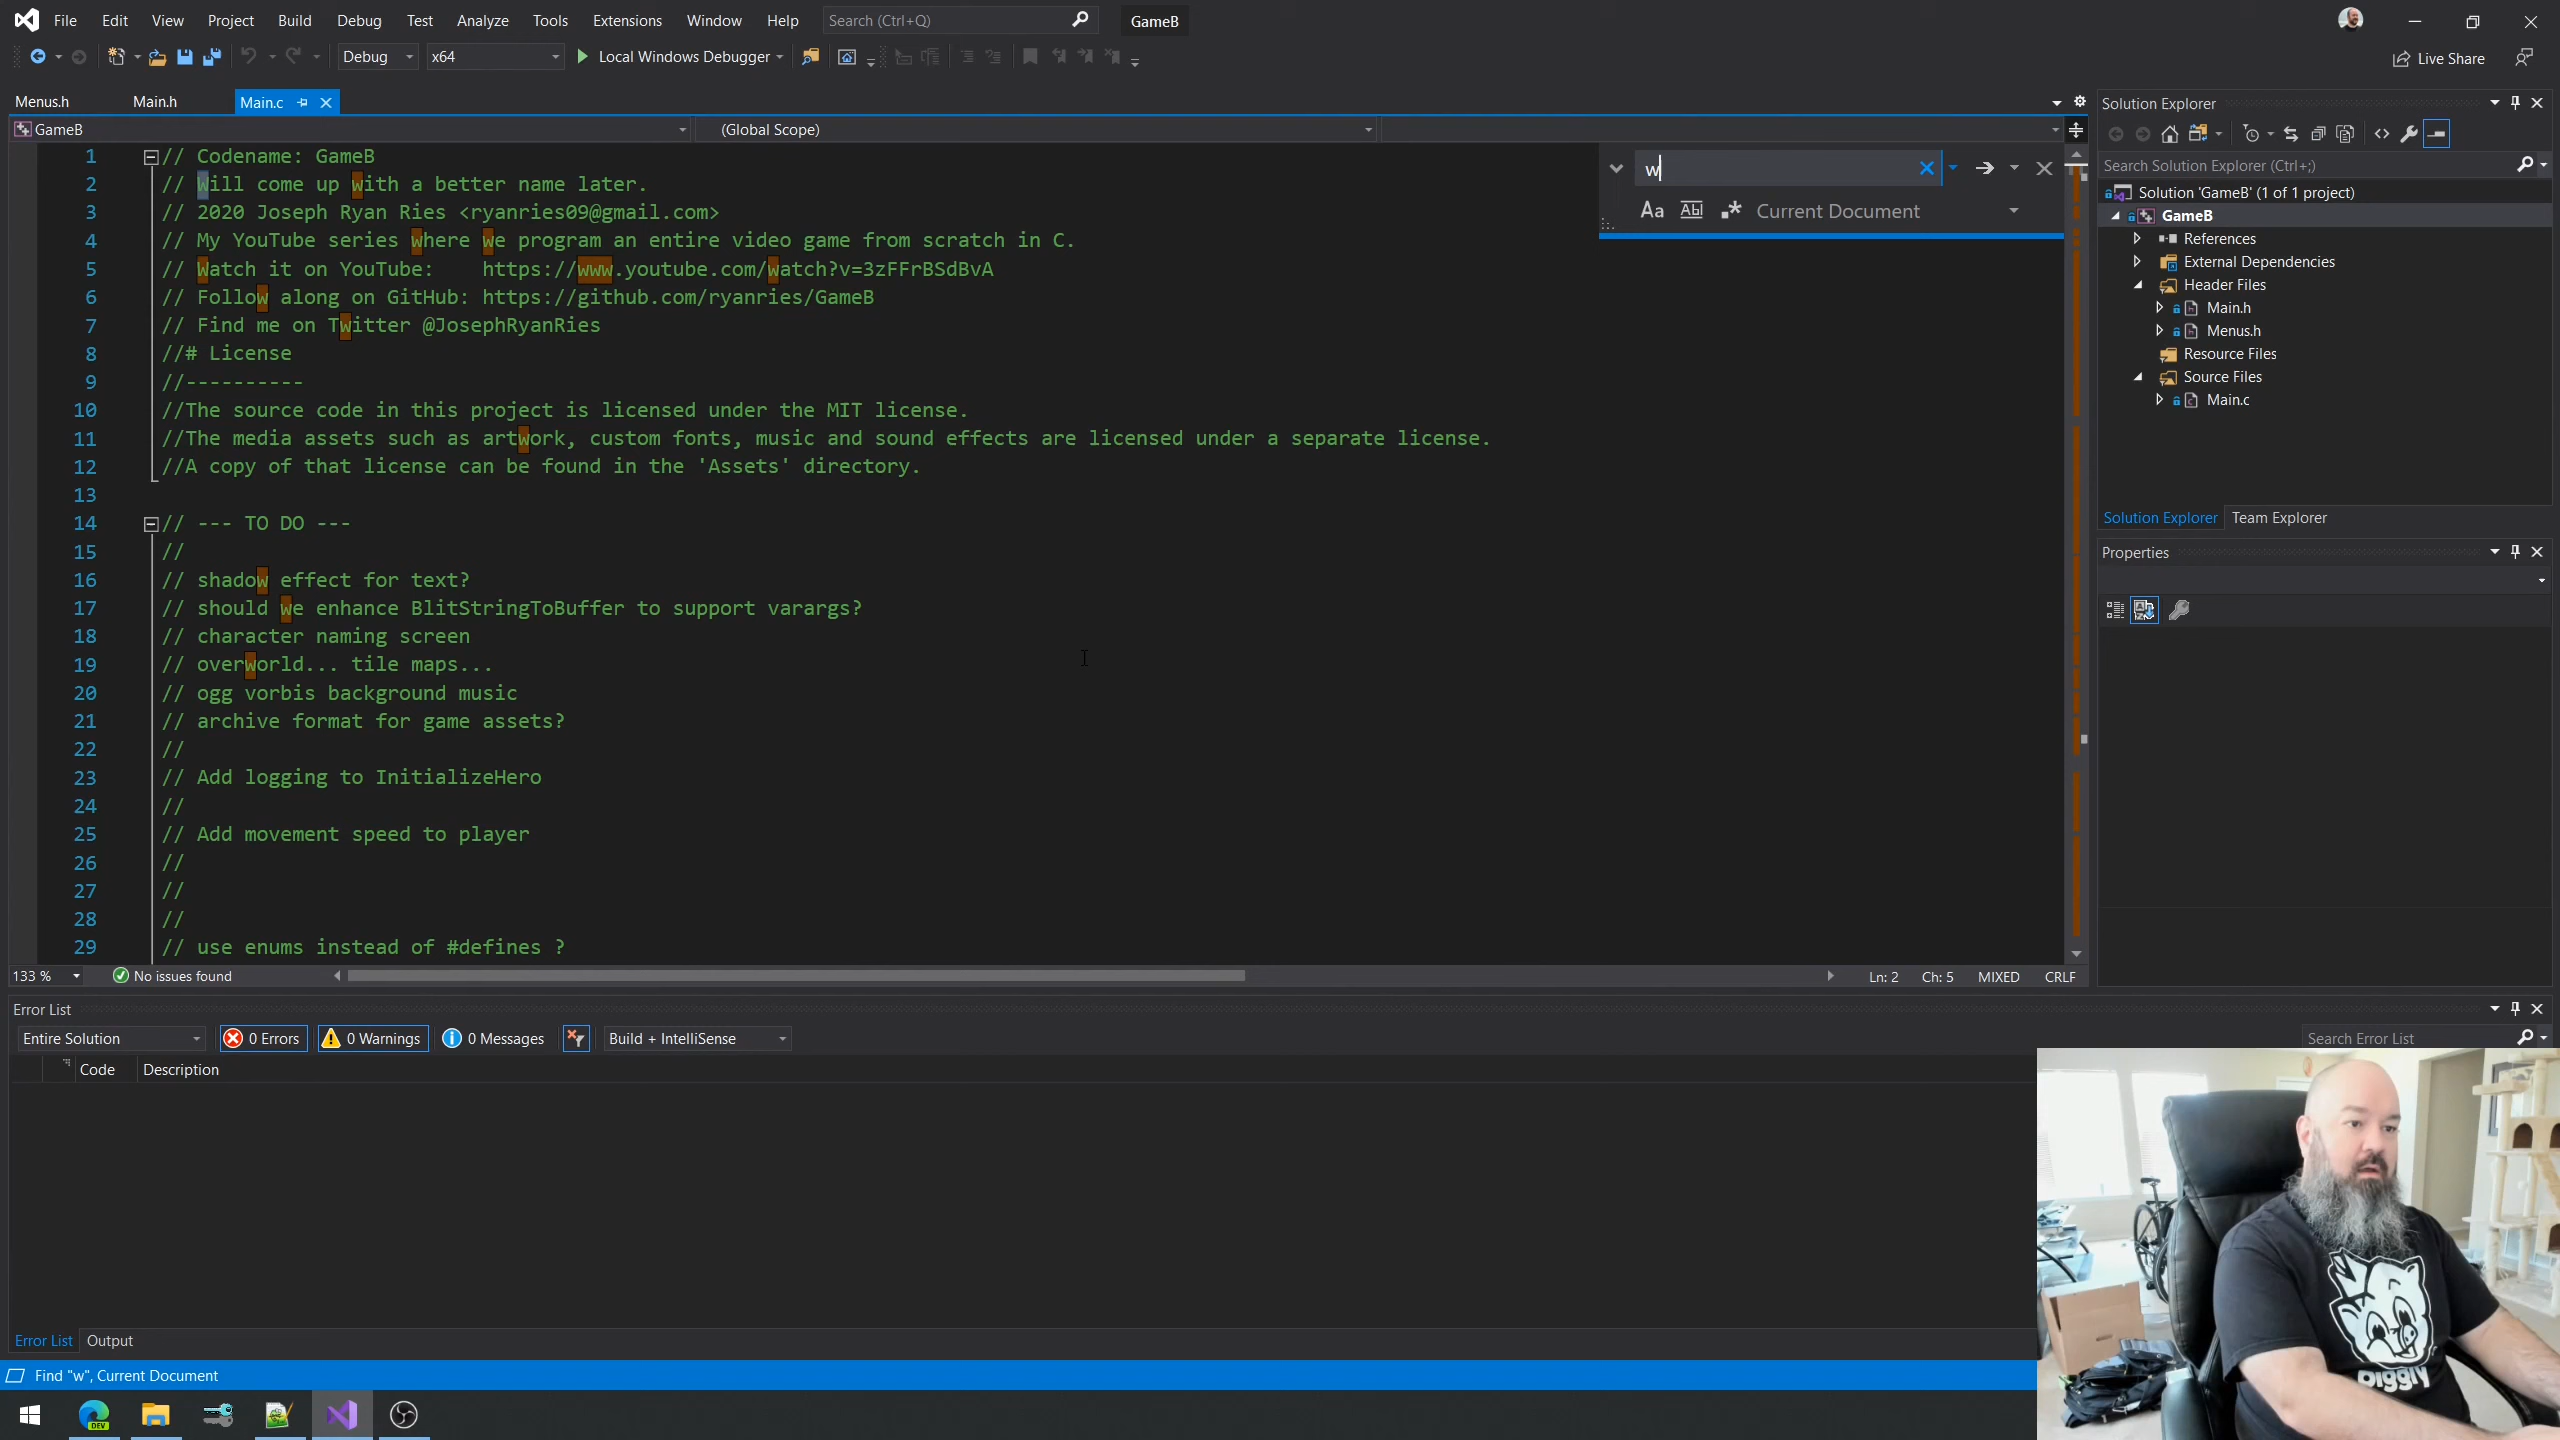 File Edit View Project Build Debug Test Analyze Tools Extensions Window Help Search (Ctrl+Q) GameB
Debug x64 Local Windows Debugger Live Share
Menus.h Main.h Main.c
GameB (Global Scope)
w
Aa Abl .* Current Document
1 // Codename: GameB
2 // Will come up with a better name later.
3 // 2020 Joseph Ryan Ries <ryanries09@gmail.com>
4 // My YouTube series where we program an entire video game from scratch in C.
5 // Watch it on YouTube: https://www.youtube.com/watch?v=3zFFrBSdBvA
6 // Follow along on GitHub: https://github.com/ryanries/GameB
7 // Find me on Twitter @JosephRyanRies
8 //# License
9 //----------
10 //The source code in this project is licensed under the MIT license.
11 //The media assets such as artwork, custom fonts, music and sound effects are licensed under a separate license.
12 //A copy of that license can be found in the 'Assets' directory.
13
14 // --- TO DO ---
15 //
16 // shadow effect for text?
17 // should we enhance BlitStringToBuffer to support varargs?
18 // character naming screen
19 // overworld... tile maps...
20 // ogg vorbis background music
21 // archive format for game assets?
22 //
23 // Add logging to InitializeHero
24 //
25 // Add movement speed to player
26 //
27 //
28 //
29 // use enums instead of #defines ?
133 % No issues found Ln: 2 Ch: 5 MIXED CRLF
Solution Explorer
Search Solution Explorer (Ctrl+;)
Solution 'GameB' (1 of 1 project)
GameB
References
External Dependencies
Header Files
Main.h
Menus.h
Resource Files
Source Files
Main.c
Solution Explorer Team Explorer
Properties
Error List
Entire Solution 0 Errors 0 Warnings 0 Messages Build + IntelliSense Search Error List
Code Description
Error List Output
Find "w", Current Document
DEV
Piggly